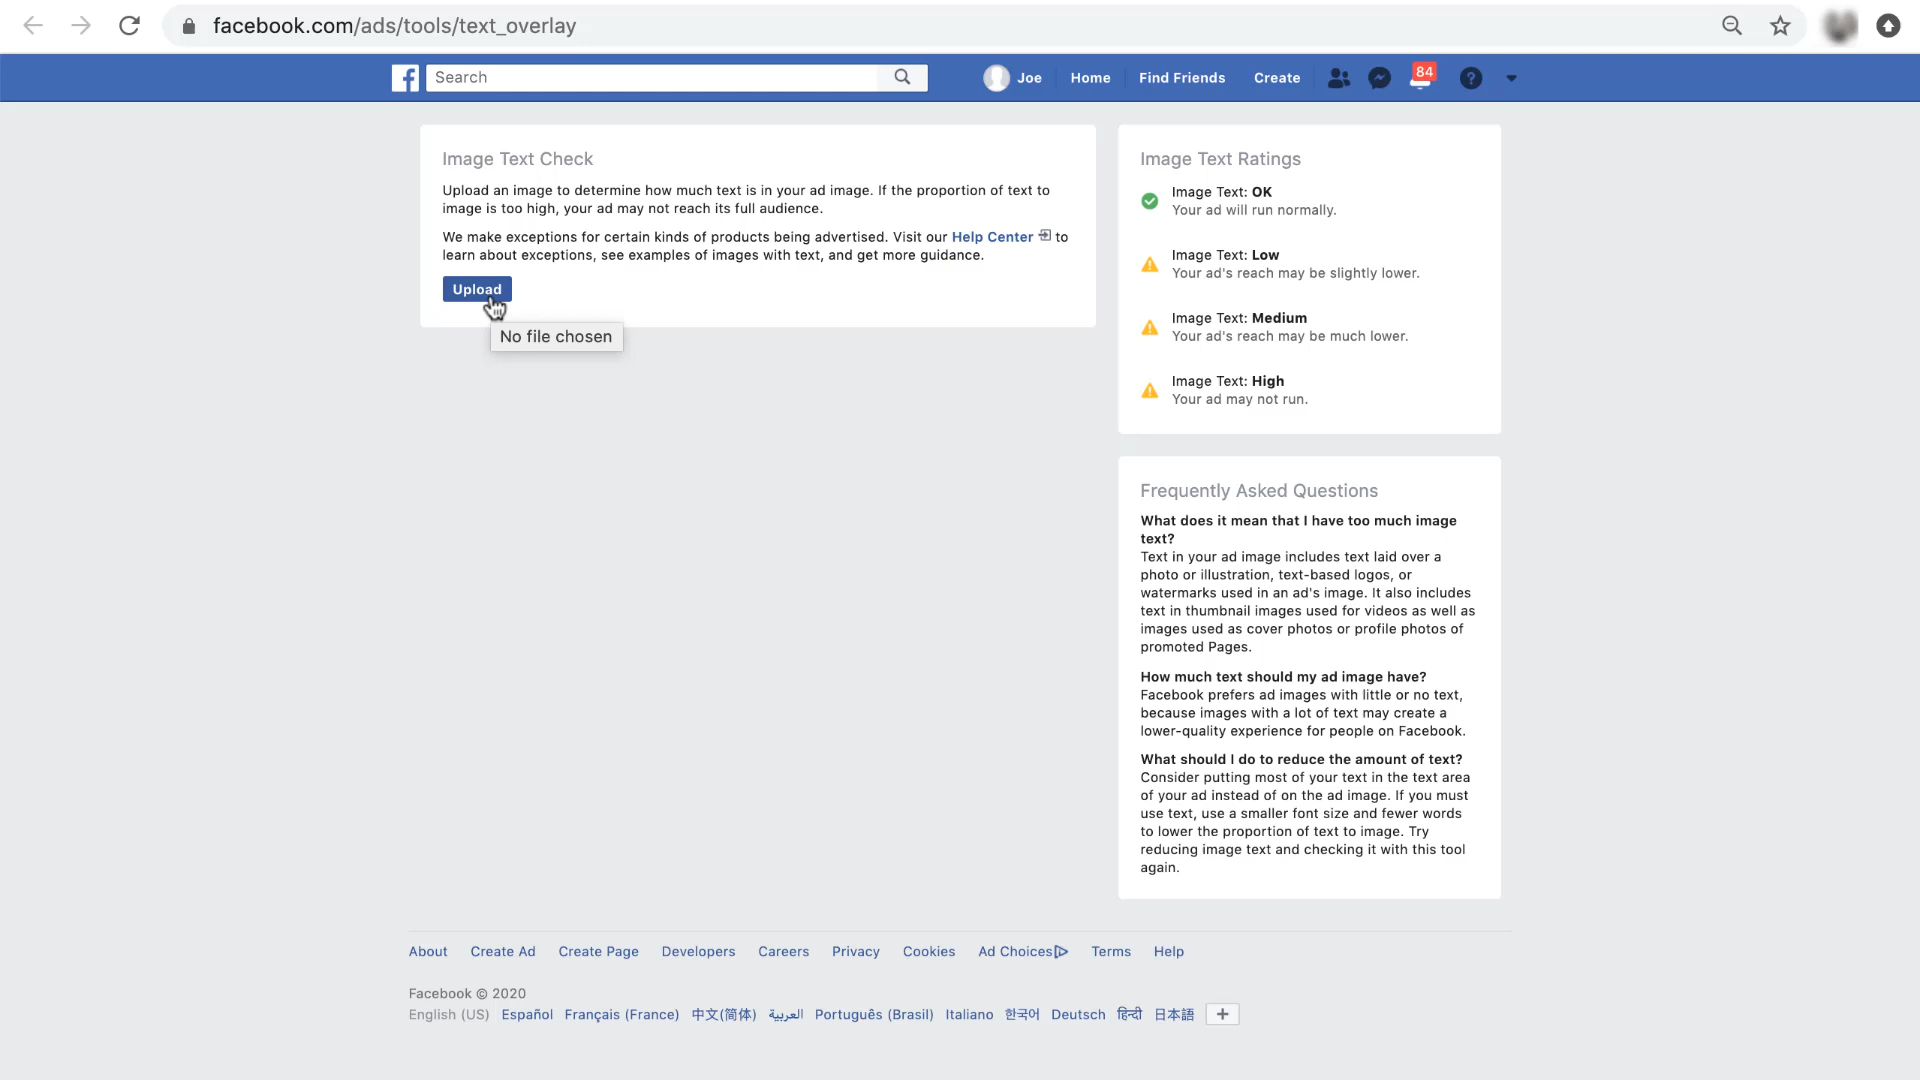 facebook.com/ads/tools/text_overlay
Search
Joe
Home
Find Friends
Create
84
Image Text Check
Upload an image to determine how much text is in your ad image. If the proportion of text to
image is too high, your ad may not reach its full audience.
We make exceptions for certain kinds of products being advertised. Visit our Help Center to
learn about exceptions, see examples of images with text, and get more guidance.
Upload
No file chosen
Image Text Ratings
Image Text: OK
Your ad will run normally.
Image Text: Low
Your ad's reach may be slightly lower.
Image Text: Medium
Your ad's reach may be much lower.
Image Text: High
Your ad may not run.
Frequently Asked Questions
What does it mean that I have too much image
text?
Text in your ad image includes text laid over a
photo or illustration, text-based logos, or
watermarks used in an ad's image. It also includes
text in thumbnail images used for videos as well as
images used as cover photos or profile photos of
promoted Pages.
How much text should my ad image have?
Facebook prefers ad images with little or no text,
because images with a lot of text may create a
lower-quality experience for people on Facebook.
What should I do to reduce the amount of text?
Consider putting most of your text in the text area
of your ad instead of on the ad image. If you must
use text, use a smaller font size and fewer words
to lower the proportion of text to image. Try
reducing image text and checking it with this tool
again.
About Create Ad Create Page Developers Careers Privacy Cookies Ad Choices Terms Help
Facebook © 2020
English (US) Español Français (France) 中文(简体) العربية Português (Brasil) Italiano 한국어 Deutsch हिन्दी 日本語 +